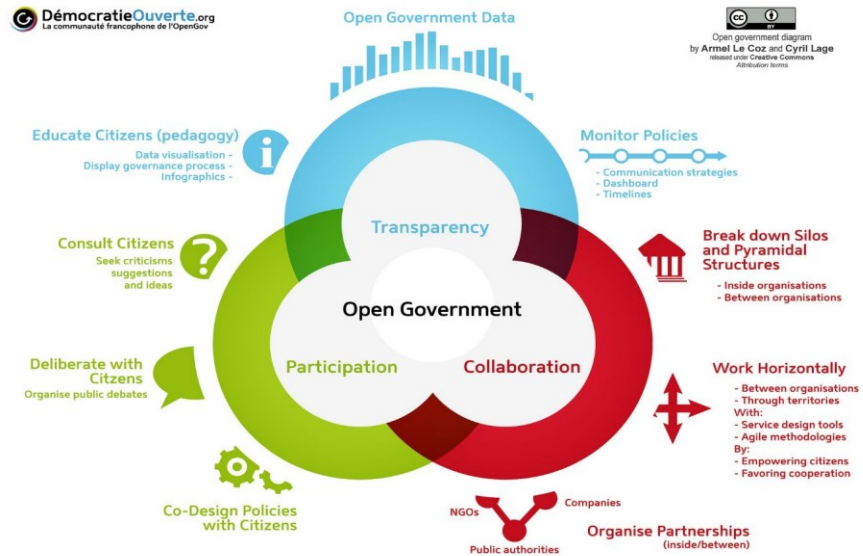 DémocratieOuverte.org
La communauté francophone de l'OpenGov
Open Government Data
cc
BY
Open government diagram
by Armel Le Coz and Cyril Lage
released under Creative Commons
Attribution terms
Educate Citizens (pedagogy)
Data visualisation -
Display governance process -
Infographics -
i
Monitor Policies
- Communication strategies
- Dashboard
- Timelines
Transparency
Consult Citizens
Seek criticisms
suggestions
and ideas
?
Break down Silos
and Pyramidal
Structures
- Inside organisations
- Between organisations
Open Government
Participation
Collaboration
Deliberate with
Citzens
Organise public debates
Work Horizontally
- Between organisations
- Through territories
With:
- Service design tools
- Agile methodologies
By:
- Empowering citizens
- Favoring cooperation
Co-Design Policies
with Citizens
NGOs
Companies
Public authorities
Organise Partnerships
(inside/between)